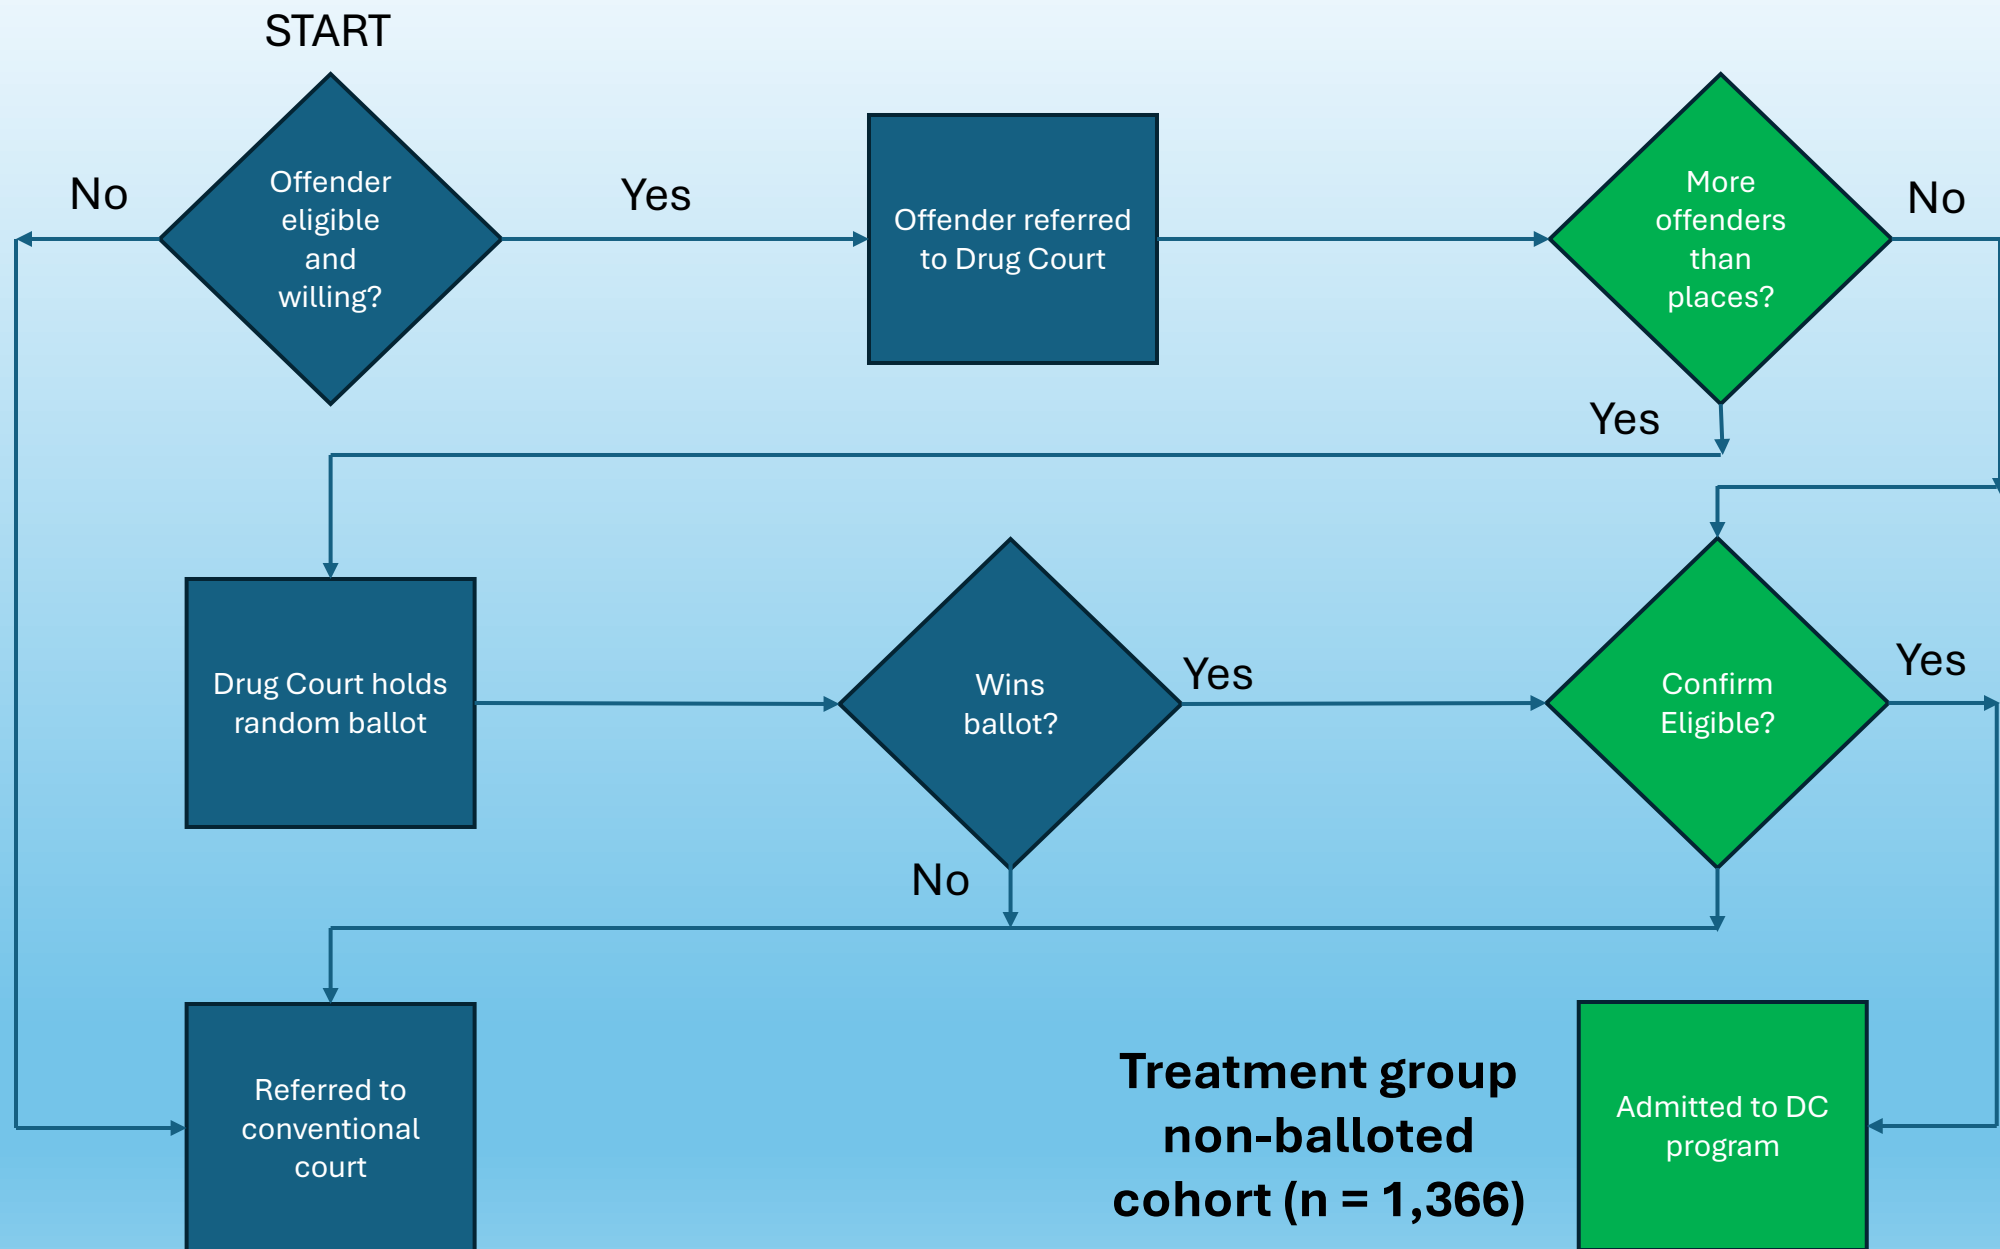 START
No
Offender
eligible
and
willing?
Yes
Offender referred
to Drug Court
More
offenders
than
places?
No
Yes
Drug Court holds
random ballot
Wins
ballot?
Yes
Confirm
Eligible?
Yes
No
Referred to
conventional
court
Treatment group
non-balloted
cohort (n = 1,366)
Admitted to DC
program